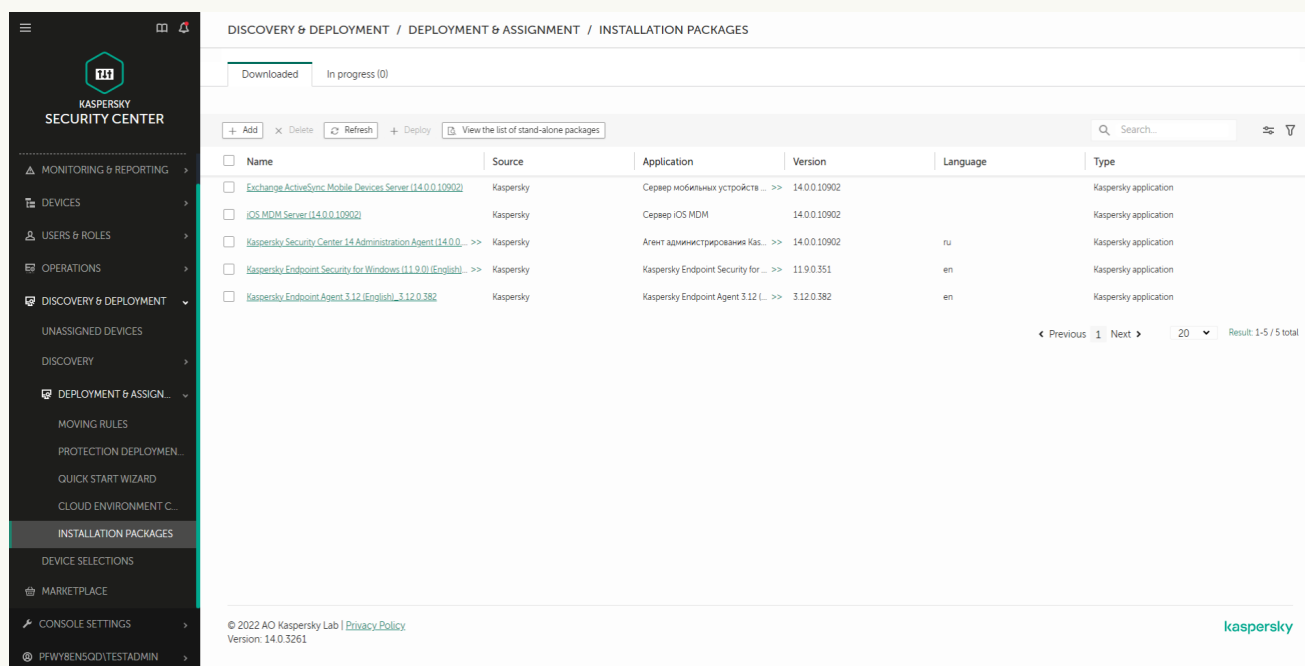 DISCOVERY & DEPLOYMENT / DEPLOYMENT & ASSIGNMENT / INSTALLATION PACKAGES
KASPERSKY
SECURITY CENTER
MONITORING & REPORTING
DEVICES
USERS & ROLES
OPERATIONS
DISCOVERY & DEPLOYMENT
UNASSIGNED DEVICES
DISCOVERY
DEPLOYMENT & ASSIGN...
MOVING RULES
PROTECTION DEPLOYMEN...
QUICK START WIZARD
CLOUD ENVIRONMENT C...
INSTALLATION PACKAGES
DEVICE SELECTIONS
MARKETPLACE
CONSOLE SETTINGS
PFWY8EN5QD\TESTADMIN
Downloaded In progress (0)
+ Add × Delete Refresh + Deploy View the list of stand-alone packages Search...
Name Source Application Version Language Type
Exchange ActiveSync Mobile Devices Server (14.0.0.10902) Kaspersky Сервер мобильных устройств ... >> 14.0.0.10902 Kaspersky application
iOS MDM Server (14.0.0.10902) Kaspersky Сервер iOS MDM 14.0.0.10902 Kaspersky application
Kaspersky Security Center 14 Administration Agent (14.0.0... >> Kaspersky Агент администрирования Kas... >> 14.0.0.10902 ru Kaspersky application
Kaspersky Endpoint Security for Windows (11.9.0) (English)... >> Kaspersky Kaspersky Endpoint Security for ... >> 11.9.0.351 en Kaspersky application
Kaspersky Endpoint Agent 3.12 (English)_3.12.0.382 Kaspersky Kaspersky Endpoint Agent 3.12 (... >> 3.12.0.382 en Kaspersky application
Previous 1 Next 20 Result: 1-5 / 5 total
© 2022 AO Kaspersky Lab | Privacy Policy
Version: 14.0.3261
kaspersky